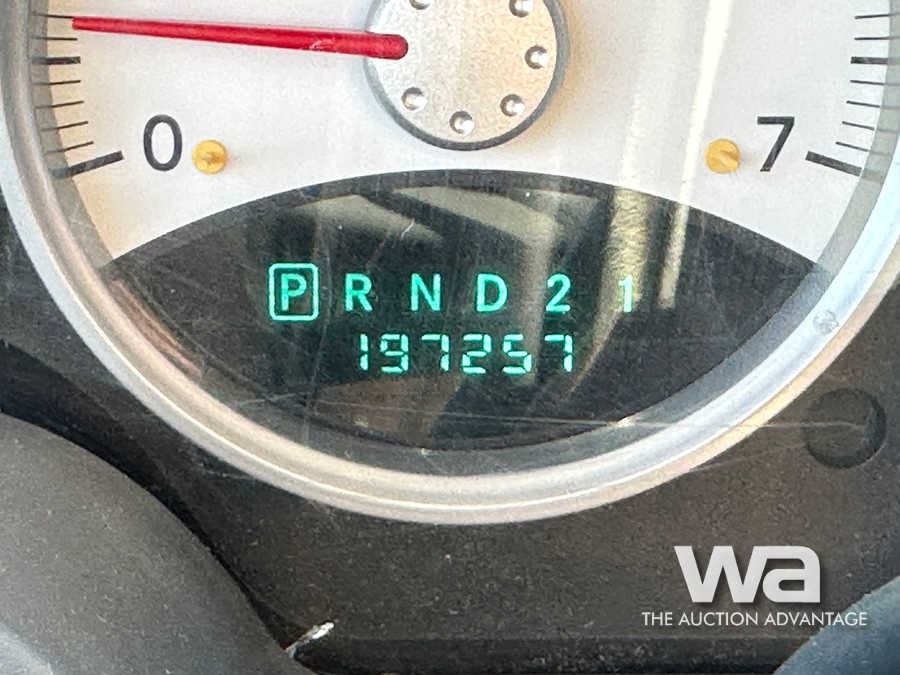 0 7
P R N D 2 1
197257
wa
THE AUCTION ADVANTAGE